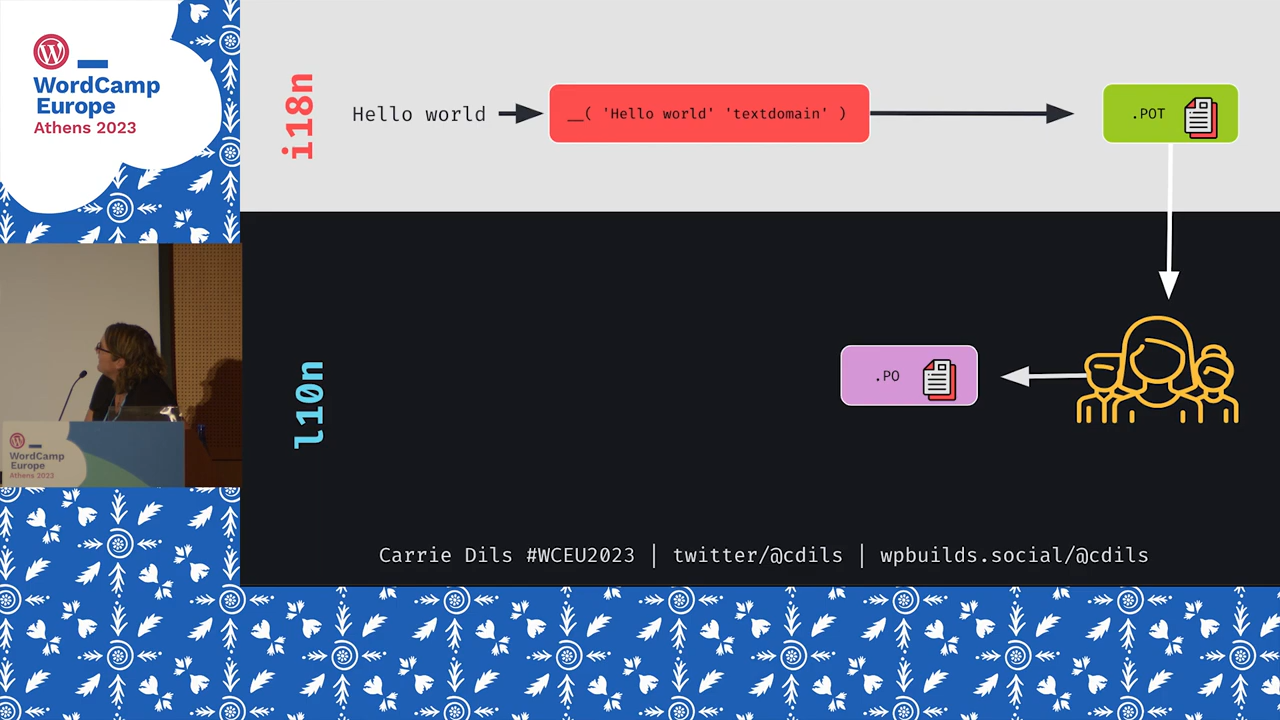 WordCamp
Europe
Athens 2023
i18n
Hello world
__( 'Hello world' 'textdomain' )
.POT
l10n
.PO
WordCamp
Europe
Athens 2023
Carrie Dils #WCEU2023 | twitter/@cdils | wpbuilds.social/@cdils